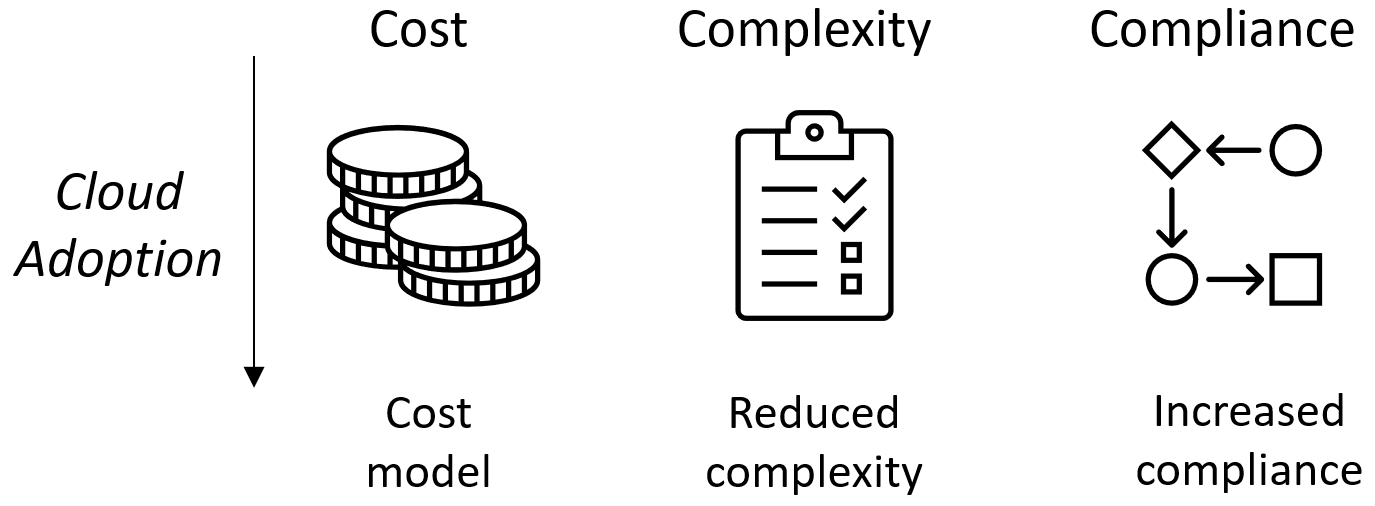 Cost
Complexity
Compliance
Cloud
Adoption
Cost
model
Reduced
complexity
Increased
compliance